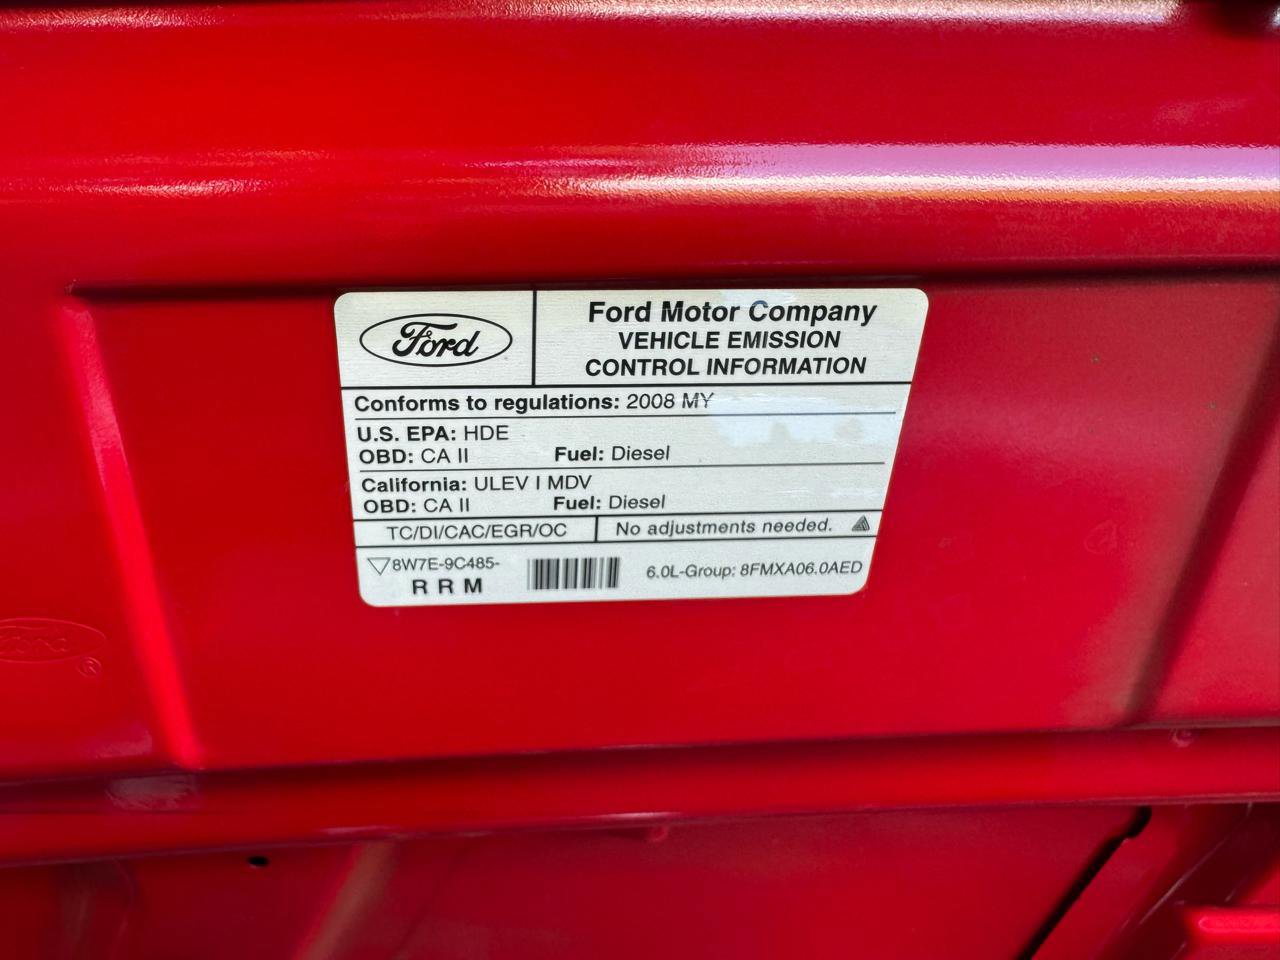 Ford
Ford Motor Company
VEHICLE EMISSION
CONTROL INFORMATION
Conforms to regulations: 2008 MY
U.S. EPA: HDE
OBD: CA II Fuel: Diesel
California: ULEV I MDV
OBD: CA II Fuel: Diesel
TC/DI/CAC/EGR/OC
No adjustments needed.
8W7E-9C485-
R R M
6.0L-Group: 8FMXA06.0AED
Ford
®